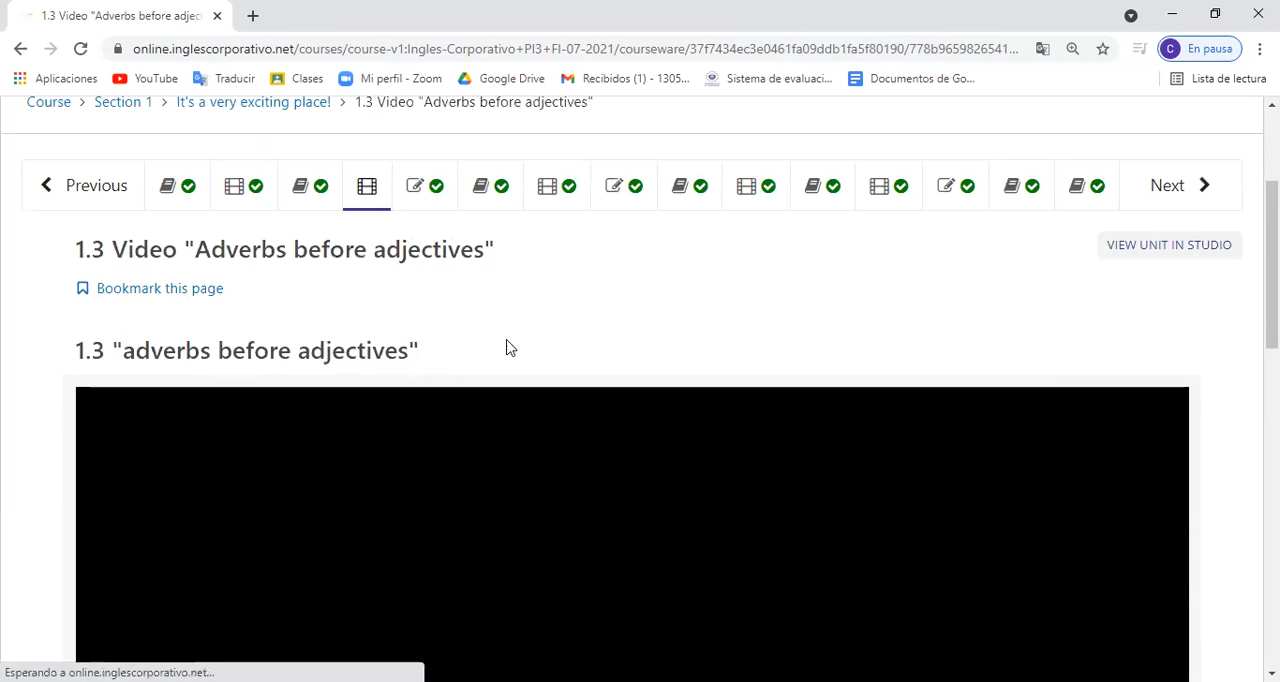 1.3 Video "Adverbs before adjec
online.inglescorporativo.net/courses/course-v1:Ingles-Corporativo+PI3+FI-07-2021/courseware/37f7434ec3e0461fa09ddb1fa5f80190/778b9659826541...
C En pausa
Aplicaciones YouTube Traducir Clases Mi perfil - Zoom Google Drive Recibidos (1) - 1305... Sistema de evaluaci... Documentos de Go... Lista de lectura
Course > Section 1 > It's a very exciting place! > 1.3 Video "Adverbs before adjectives"
Previous Next
1.3 Video "Adverbs before adjectives"
VIEW UNIT IN STUDIO
Bookmark this page
1.3 "adverbs before adjectives"
Esperando a online.inglescorporativo.net...